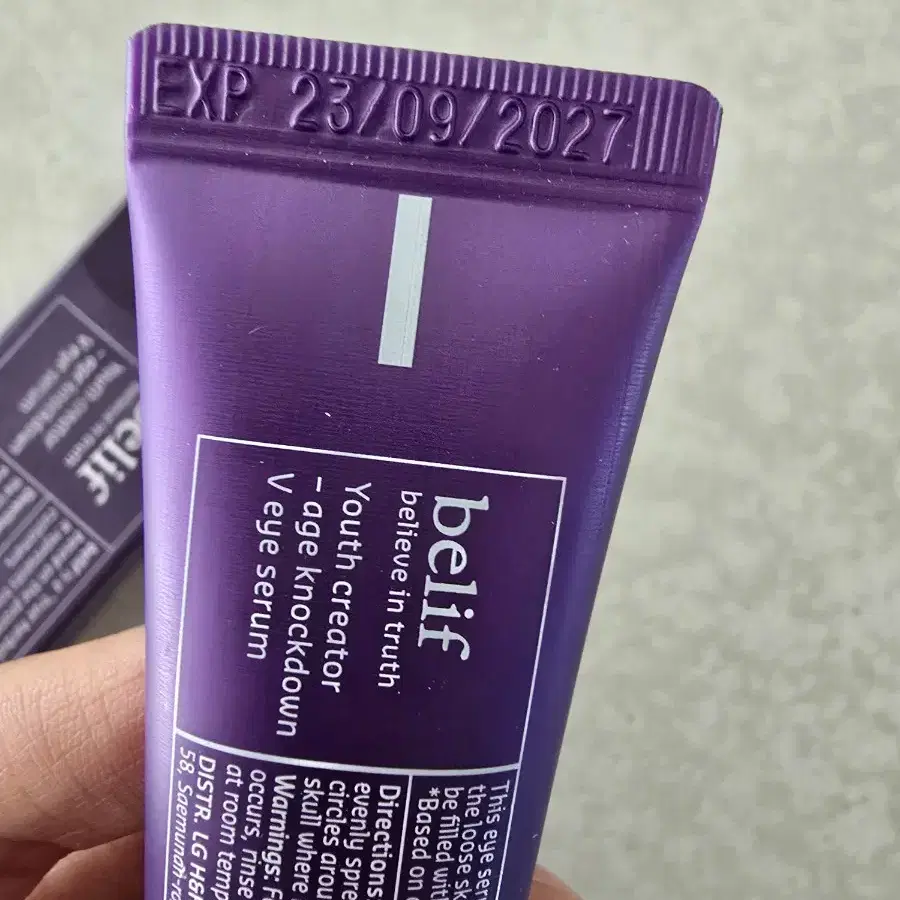 EXP 23/09/2027
belif
believe in truth
Youth creator
- age knockdown
V eye serum
This eye ser
the loose sk
be filled wit
*Based on
Directions
evenly spre
circles arou
skull where
Warnings: F
occurs, rinse
at room temp
DISTR. LG H&H
58, Saemunan-ro
belif